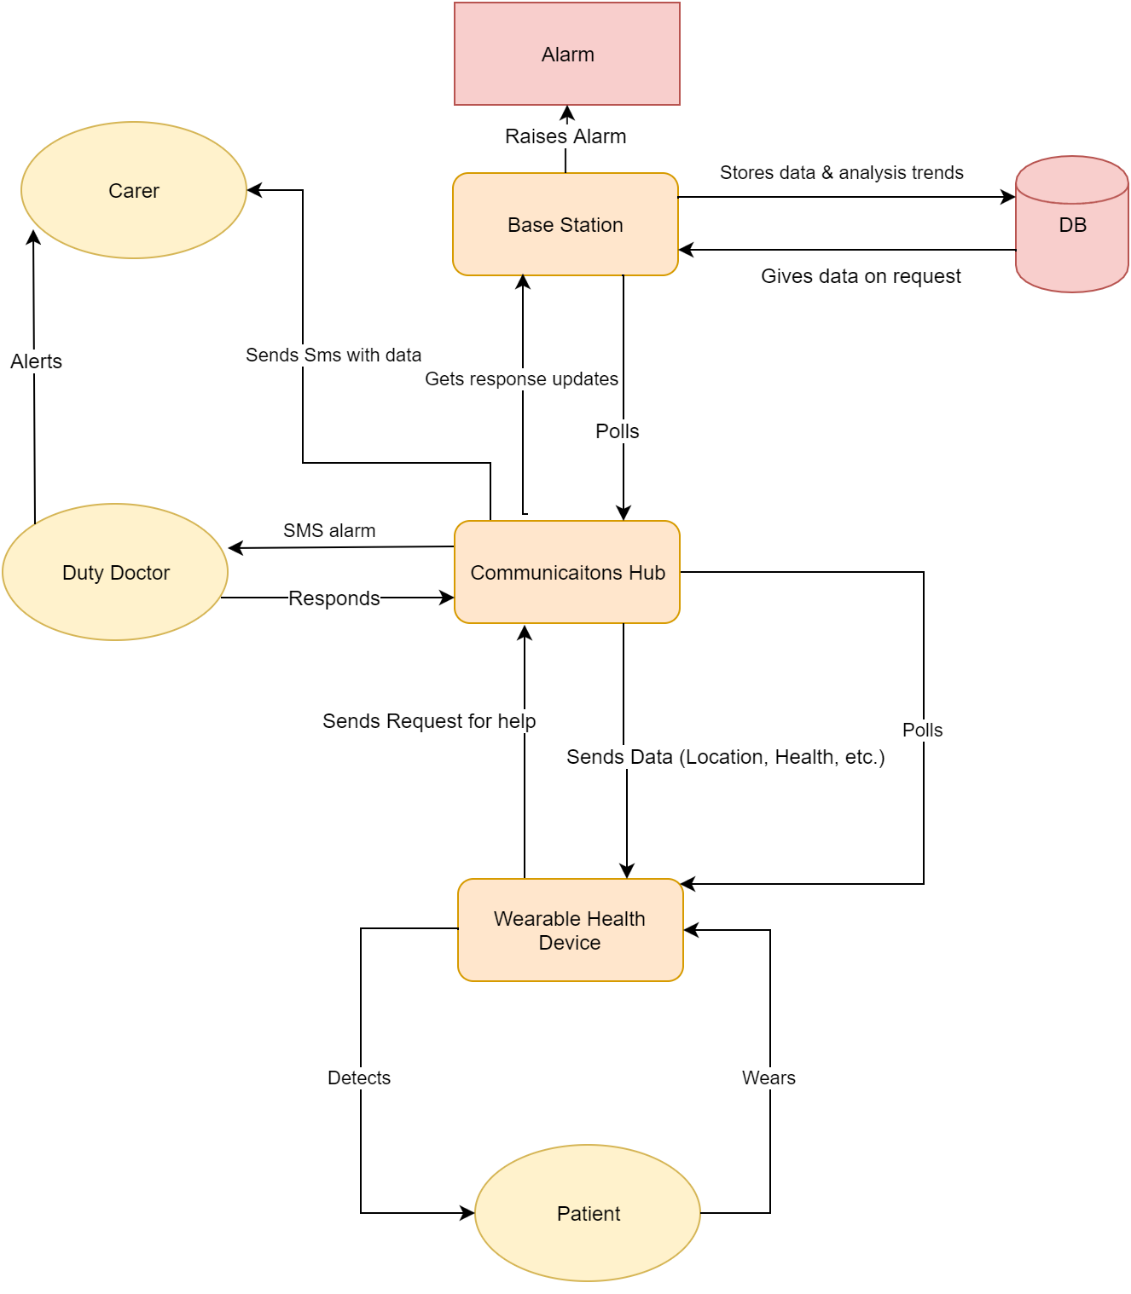 Alarm
Raises Alarm
Carer
Base Station
Stores data & analysis trends
DB
Gives data on request
Alerts
Sends Sms with data
Gets response updates
Polls
SMS alarm
Duty Doctor
Communicaitons Hub
Responds
Sends Request for help
Polls
Sends Data (Location, Health, etc.)
Wearable Health
Device
Detects
Wears
Patient